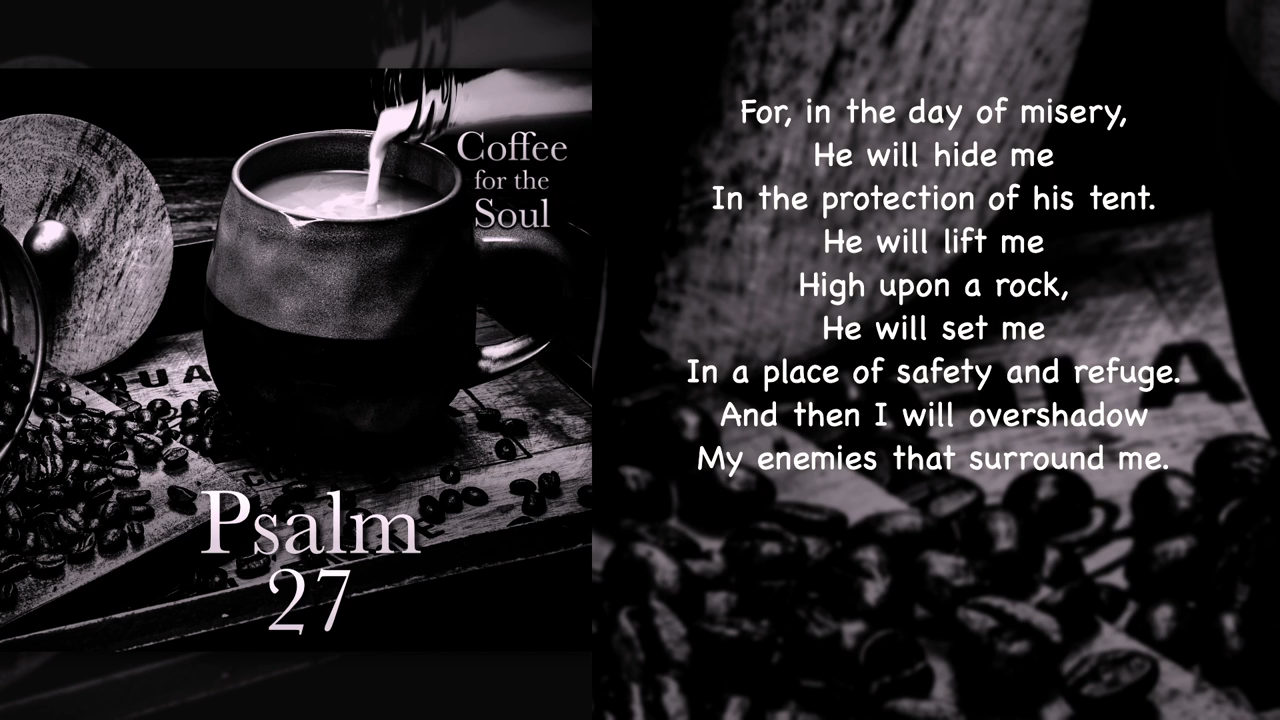 Coffee
for the
Soul
Psalm
27
For, in the day of misery,
He will hide me
In the protection of his tent.
He will lift me
High upon a rock,
He will set me
In a place of safety and refuge.
And then I will overshadow
My enemies that surround me.